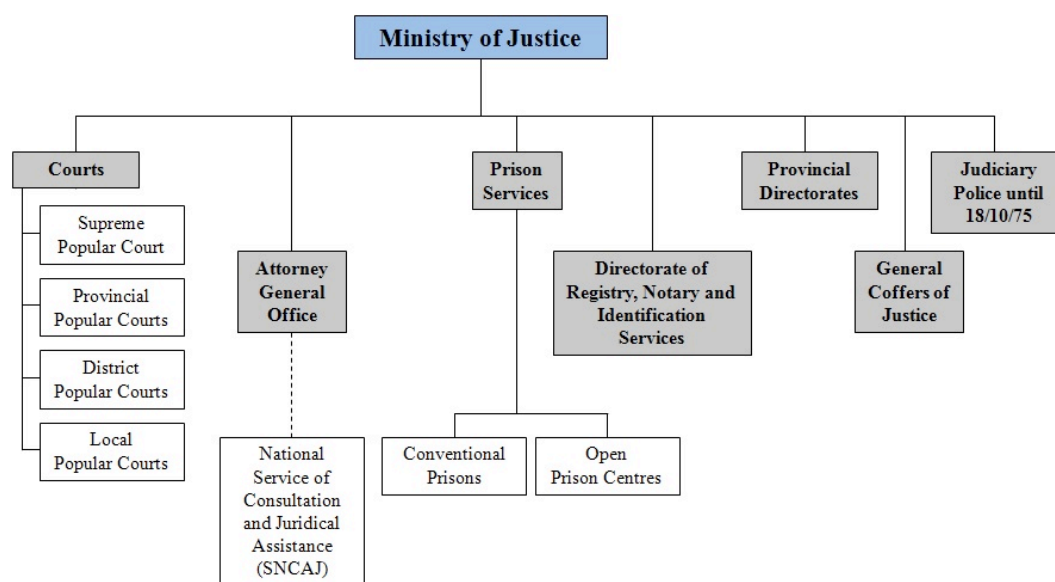 Ministry of Justice
Courts
Supreme
Popular Court
Provincial
Popular Courts
District
Popular Courts
Local
Popular Courts
Attorney
General
Office
National
Service of
Consultation
and Juridical
Assistance
(SNCAJ)
Prison
Services
Conventional
Prisons
Open
Prison Centres
Directorate of
Registry, Notary and
Identification
Services
Provincial
Directorates
General
Coffers of
Justice
Judiciary
Police until
18/10/75